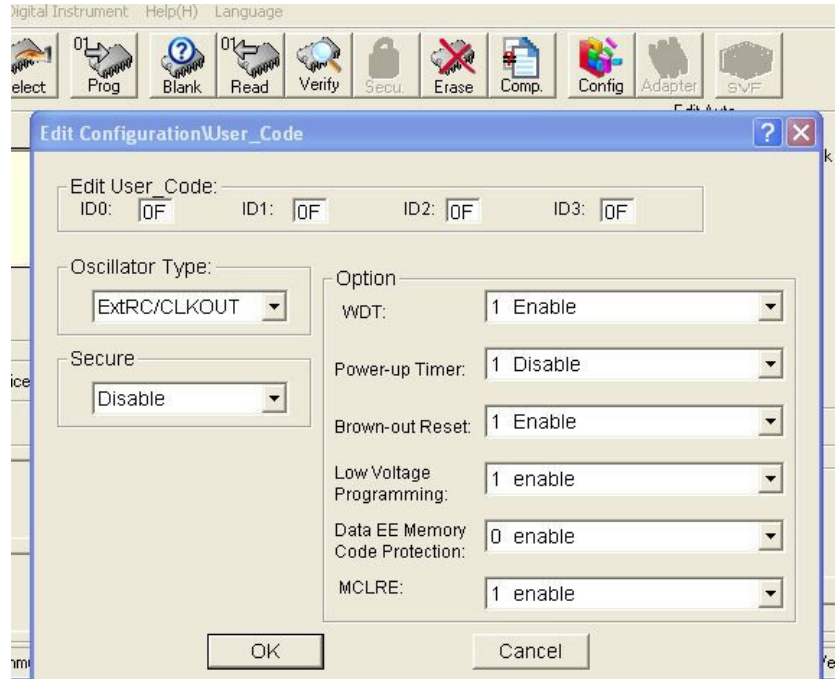 Digital Instrument Help(H) Language
elect Prog Blank Read Verify Secu. Erase Comp. Config Adapter SVF
Edit Auto
Edit Configuration\User_Code
Edit User_Code:
ID0: 0F ID1: 0F ID2: 0F ID3: 0F
Oscillator Type:
ExtRC/CLKOUT
Secure
Disable
Option
WDT: 1 Enable
Power-up Timer: 1 Disable
Brown-out Reset: 1 Enable
Low Voltage
Programming: 1 enable
Data EE Memory
Code Protection: 0 enable
MCLRE: 1 enable
OK Cancel